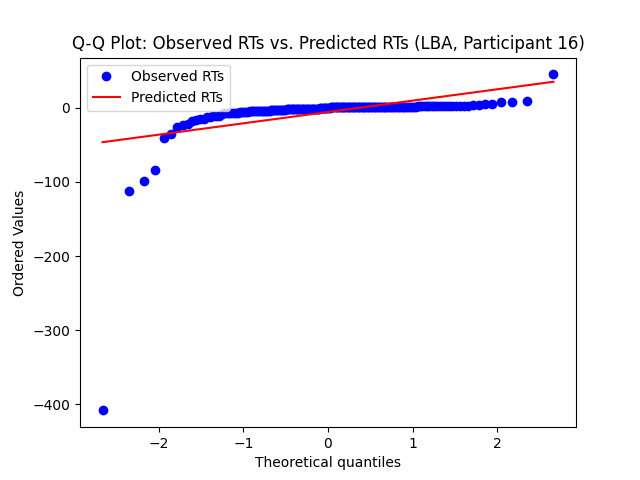 Q-Q Plot: Observed RTs vs. Predicted RTs (LBA, Participant 16)
Observed RTs
Predicted RTs
0
−100
−200
−300
−400
Ordered Values
−2
−1
0
1
2
Theoretical quantiles